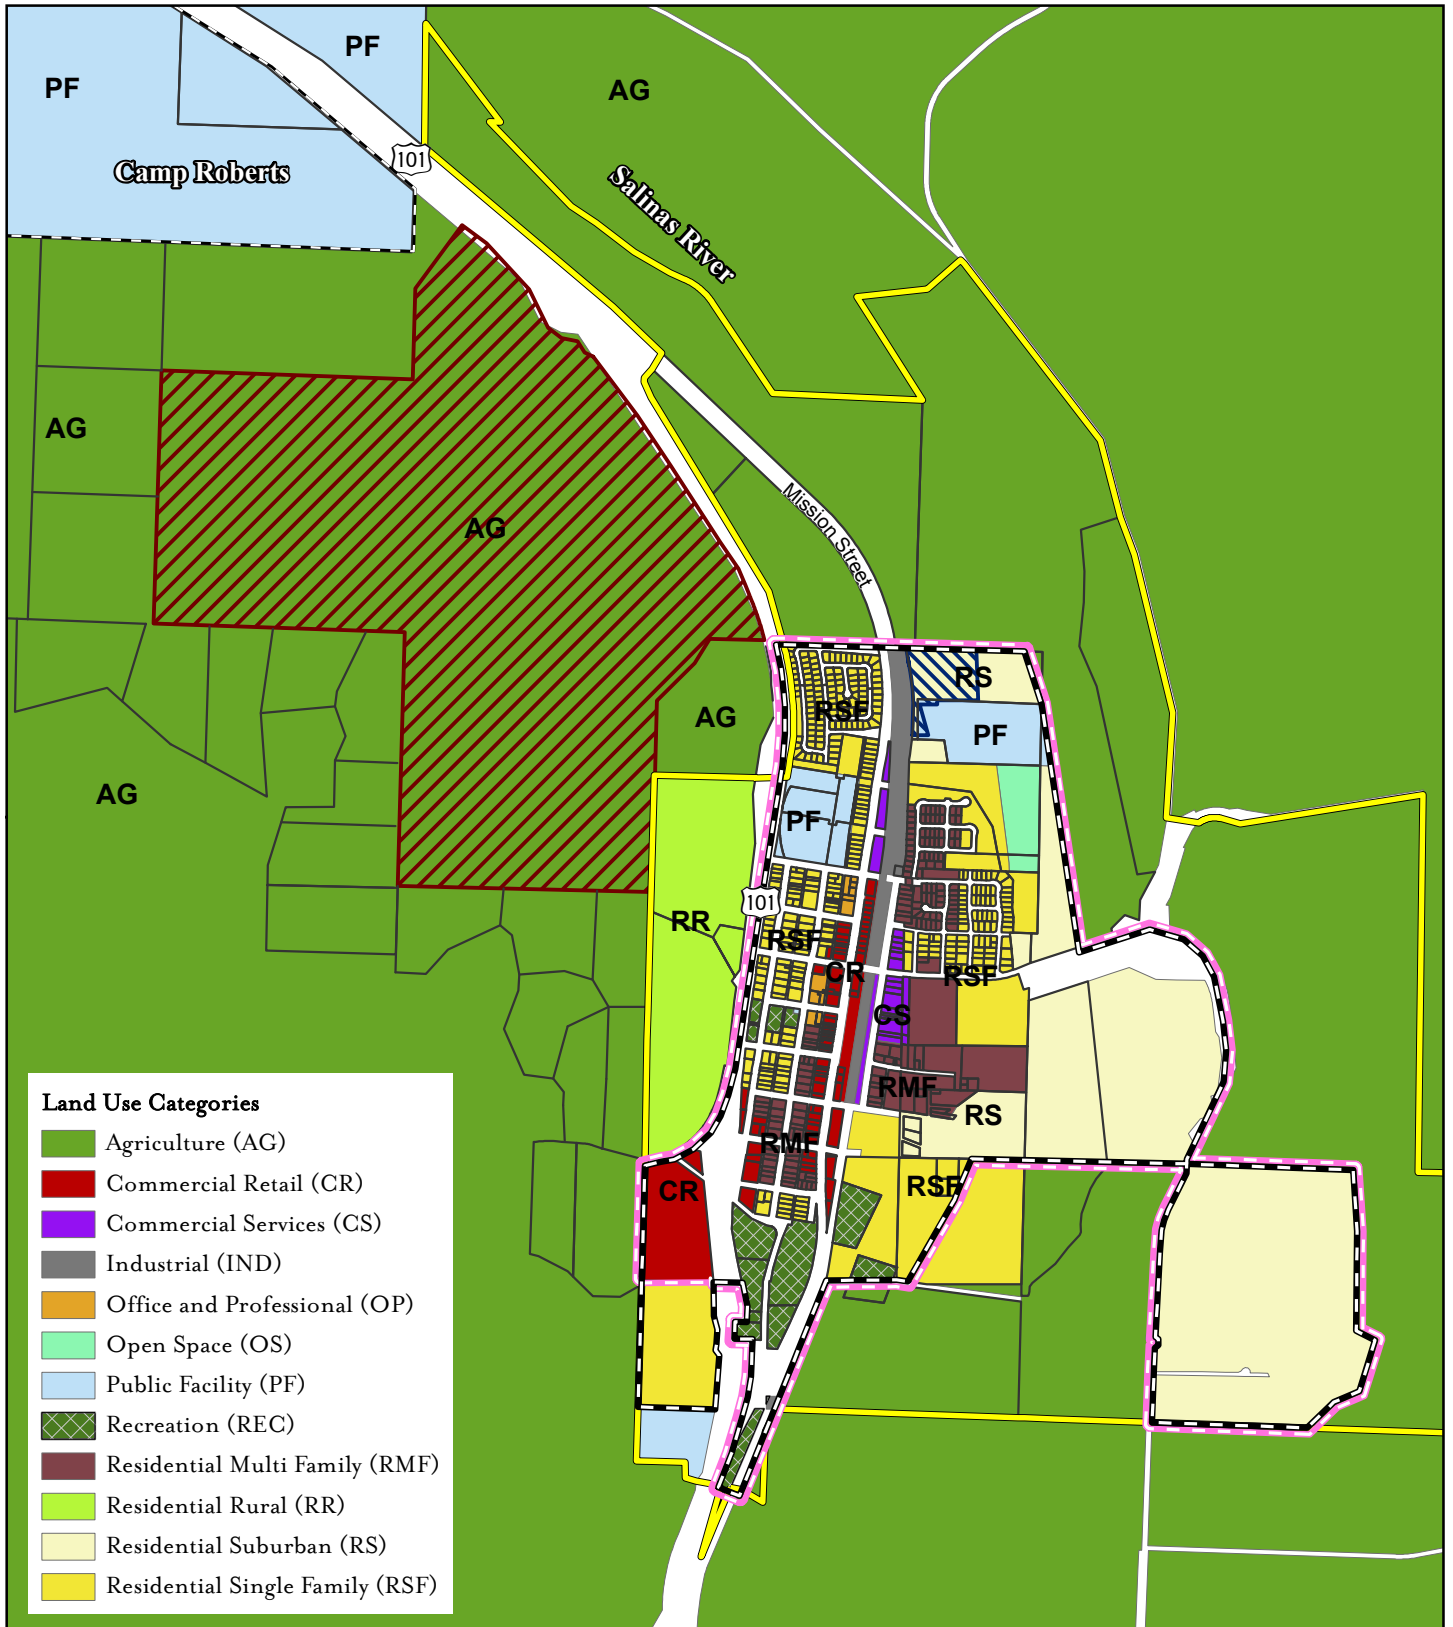 PF
PF
AG
101
Camp Roberts
Salinas River
AG
AG
Mission Street
RS
RSF
AG
PF
AG
PF
101
RR
RSF
CR
RSF
CS
RMF
RS
RMF
CR
RSF
Land Use Categories
Agriculture (AG)
Commercial Retail (CR)
Commercial Services (CS)
Industrial (IND)
Office and Professional (OP)
Open Space (OS)
Public Facility (PF)
Recreation (REC)
Residential Multi Family (RMF)
Residential Rural (RR)
Residential Suburban (RS)
Residential Single Family (RSF)